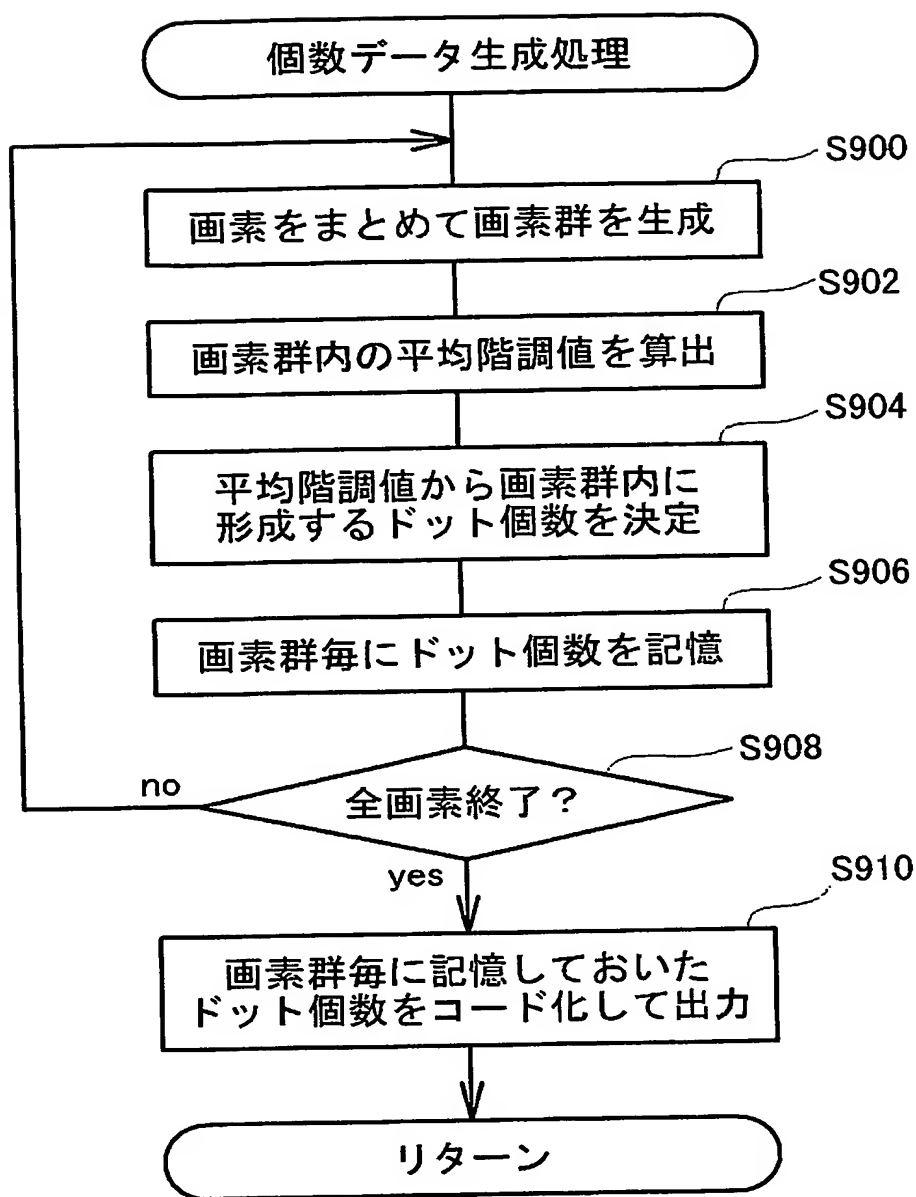 個数データ生成処理
S900
画素をまとめて画素群を生成
S902
画素群内の平均階調値を算出
S904
平均階調値から画素群内に
形成するドット個数を決定
S906
画素群毎にドット個数を記憶
S908
no
全画素終了？
yes
S910
画素群毎に記憶しておいた
ドット個数をコード化して出力
リターン